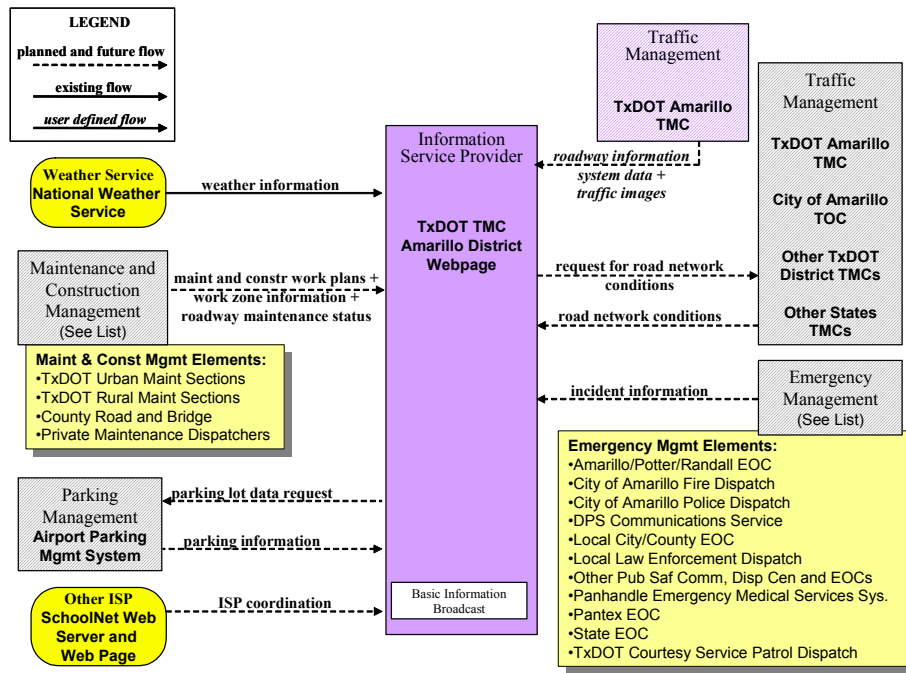 LEGEND
planned and future flow
existing flow
user defined flow
Traffic
Management
TxDOT Amarillo
TMC
Traffic
Management
TxDOT Amarillo
TMC
City of Amarillo
TOC
Other TxDOT
District TMCs
Other States
TMCs
Information
Service Provider
TxDOT TMC
Amarillo District
Webpage
Basic Information
Broadcast
roadway information
system data +
traffic images
Weather Service
National Weather
Service
weather information
Maintenance and
Construction
Management
(See List)
maint and constr work plans +
work zone information +
roadway maintenance status
request for road network
conditions
road network conditions
Maint & Const Mgmt Elements:
•TxDOT Urban Maint Sections
•TxDOT Rural Maint Sections
•County Road and Bridge
•Private Maintenance Dispatchers
incident information
Emergency
Management
(See List)
Emergency Mgmt Elements:
•Amarillo/Potter/Randall EOC
•City of Amarillo Fire Dispatch
•City of Amarillo Police Dispatch
•DPS Communications Service
•Local City/County EOC
•Local Law Enforcement Dispatch
•Other Pub Saf Comm, Disp Cen and EOCs
•Panhandle Emergency Medical Services Sys.
•Pantex EOC
•State EOC
•TxDOT Courtesy Service Patrol Dispatch
Parking
Management
Airport Parking
Mgmt System
parking lot data request
parking information
Other ISP
SchoolNet Web
Server and
Web Page
ISP coordination